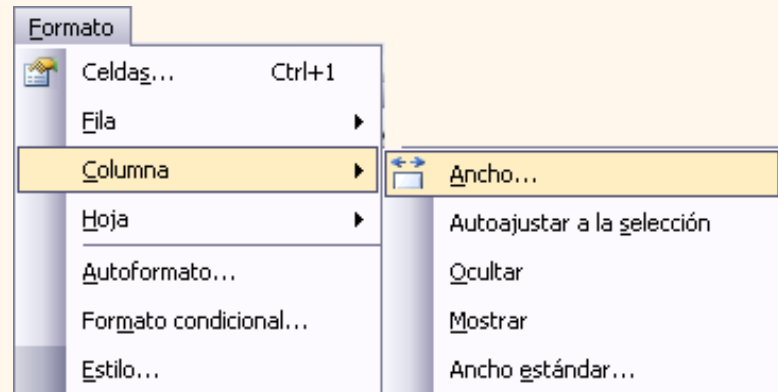 Formato
Celdas... Ctrl+1
Fila
Columna
Hoja
Autoformato...
Formato condicional...
Estilo...
Ancho...
Autoajustar a la selección
Ocultar
Mostrar
Ancho estándar...